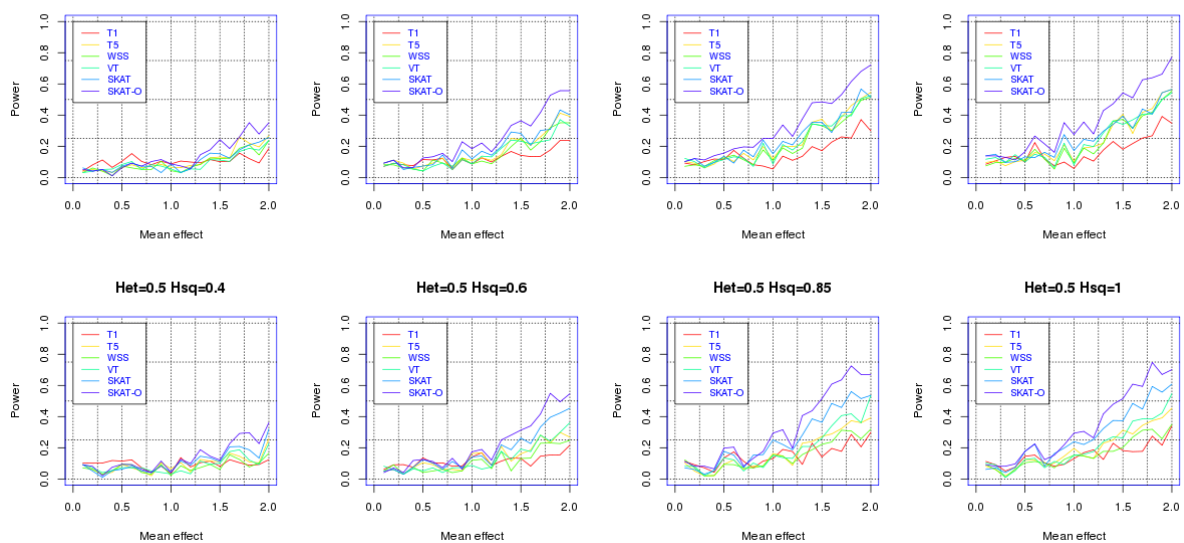 Power
1.0
0.8
0.6
0.4
0.2
0.0
T1
T5
WSS
VT
SKAT
SKAT-O
0.0 0.5 1.0 1.5 2.0
Mean effect
Power
1.0
0.8
0.6
0.4
0.2
0.0
T1
T5
WSS
VT
SKAT
SKAT-O
0.0 0.5 1.0 1.5 2.0
Mean effect
Power
1.0
0.8
0.6
0.4
0.2
0.0
T1
T5
WSS
VT
SKAT
SKAT-O
0.0 0.5 1.0 1.5 2.0
Mean effect
Power
1.0
0.8
0.6
0.4
0.2
0.0
T1
T5
WSS
VT
SKAT
SKAT-O
0.0 0.5 1.0 1.5 2.0
Mean effect
Het=0.5 Hsq=0.4
Power
1.0
0.8
0.6
0.4
0.2
0.0
T1
T5
WSS
VT
SKAT
SKAT-O
0.0 0.5 1.0 1.5 2.0
Mean effect
Het=0.5 Hsq=0.6
Power
1.0
0.8
0.6
0.4
0.2
0.0
T1
T5
WSS
VT
SKAT
SKAT-O
0.0 0.5 1.0 1.5 2.0
Mean effect
Het=0.5 Hsq=0.85
Power
1.0
0.8
0.6
0.4
0.2
0.0
T1
T5
WSS
VT
SKAT
SKAT-O
0.0 0.5 1.0 1.5 2.0
Mean effect
Het=0.5 Hsq=1
Power
1.0
0.8
0.6
0.4
0.2
0.0
T1
T5
WSS
VT
SKAT
SKAT-O
0.0 0.5 1.0 1.5 2.0
Mean effect